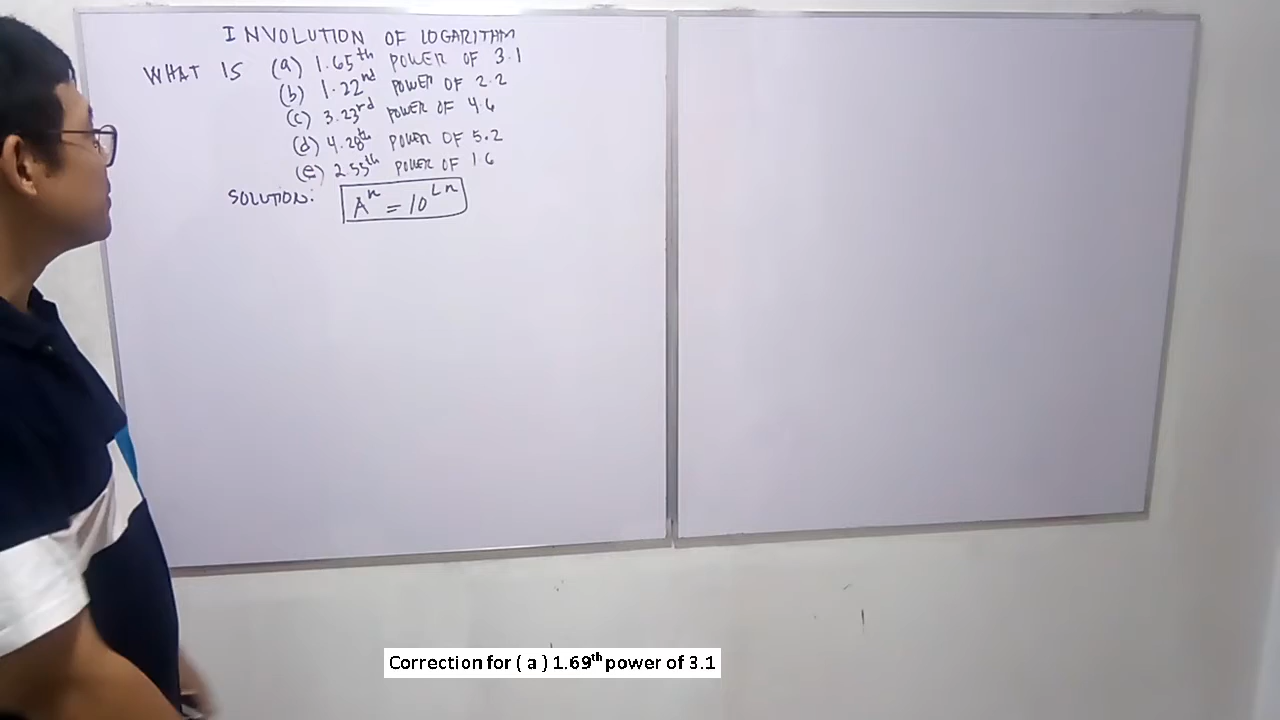 INVOLUTION OF LOGARITHM
WHAT IS (a) 1.65th POWER OF 3.1
(b) 1.22nd POWER OF 2.2
(c) 3.23rd POWER OF 4.6
(d) 4.28th POWER OF 5.2
(e) 2.55th POWER OF 1.6
SOLUTION: Aⁿ = 10ᴸⁿ
Correction for ( a ) 1.69th power of 3.1